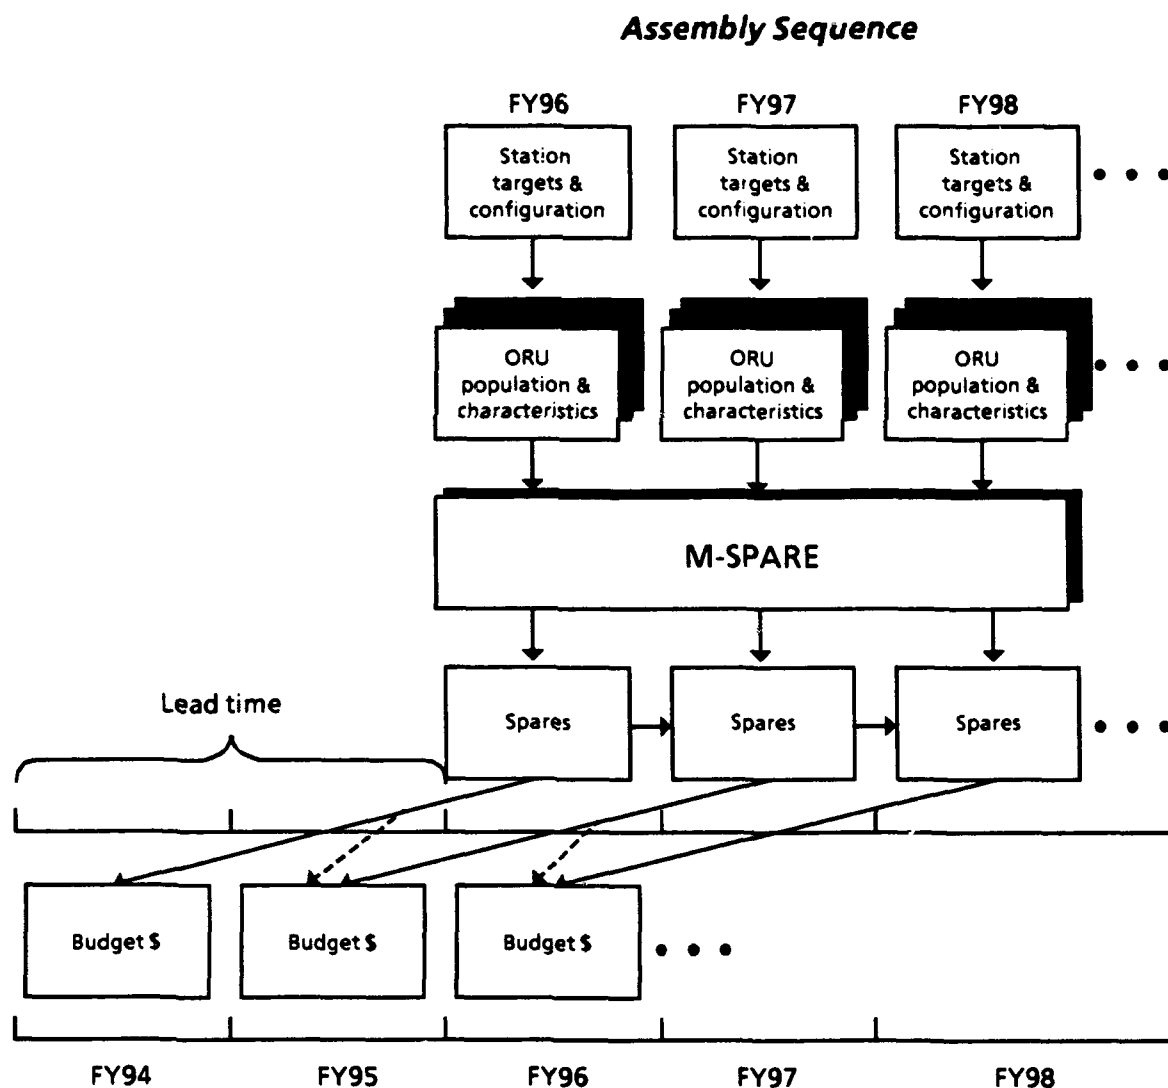 Assembly Sequence
FY96 FY97 FY98
Station targets & configuration
Station targets & configuration
Station targets & configuration
ORU population & characteristics
ORU population & characteristics
ORU population & characteristics
M-SPARE
Lead time
Spares Spares Spares
Budget $ Budget $ Budget $
FY94 FY95 FY96 FY97 FY98